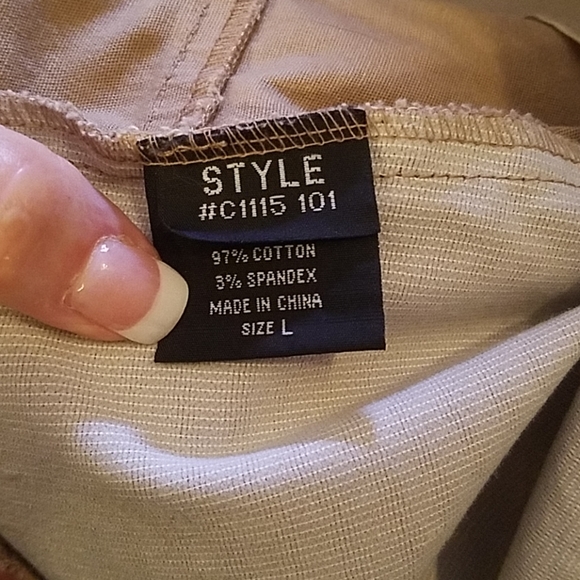 STYLE
#C1115 101
97% COTTON
3% SPANDEX
MADE IN CHINA
SIZE L